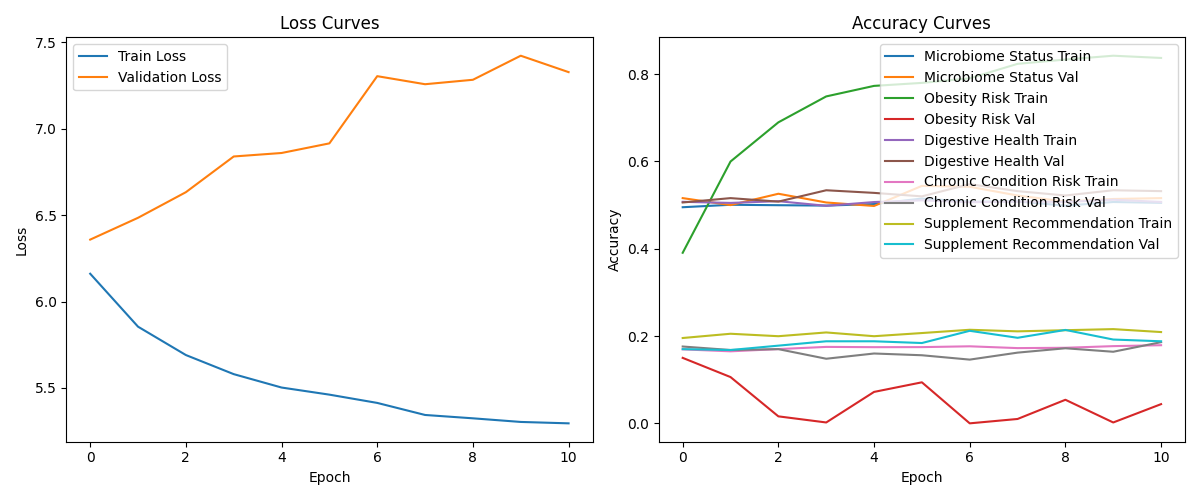 Loss Curves
Train Loss
Validation Loss
7.5
7.0
6.5
6.0
5.5
Loss
0 2 4 6 8 10
Epoch
Accuracy Curves
Microbiome Status Train
Microbiome Status Val
Obesity Risk Train
Obesity Risk Val
Digestive Health Train
Digestive Health Val
Chronic Condition Risk Train
Chronic Condition Risk Val
Supplement Recommendation Train
Supplement Recommendation Val
0.8
0.6
0.4
0.2
0.0
Accuracy
0 2 4 6 8 10
Epoch